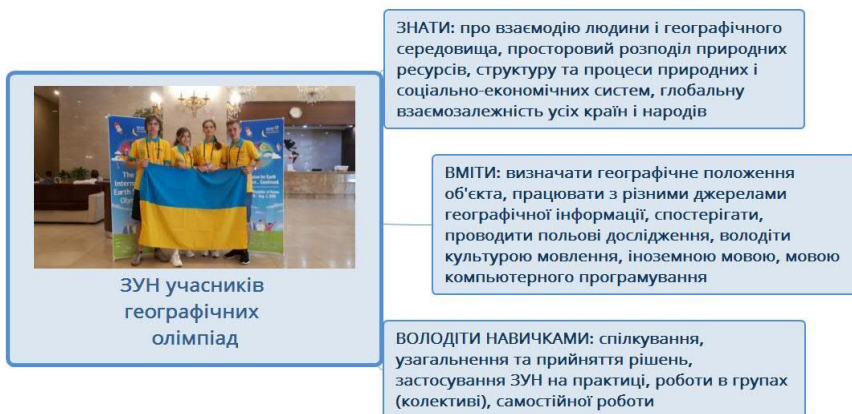 ЗНАТИ: про взаємодію людини і географічного
середовища, просторовий розподіл природних
ресурсів, структуру та процеси природних і
соціально-економічних систем, глобальну
взаємозалежність усіх країн і народів
ВМІТИ: визначати географічне положення
об'єкта, працювати з різними джерелами
географічної інформації, спостерігати,
проводити польові дослідження, володіти
культурою мовлення, іноземною мовою, мовою
компьютерного програмування
ЗУН учасників
географічних
олімпіад
ВОЛОДІТИ НАВИЧКАМИ: спілкування,
узагальнення та прийняття рішень,
застосування ЗУН на практиці, роботи в групах
(колективі), самостійної роботи